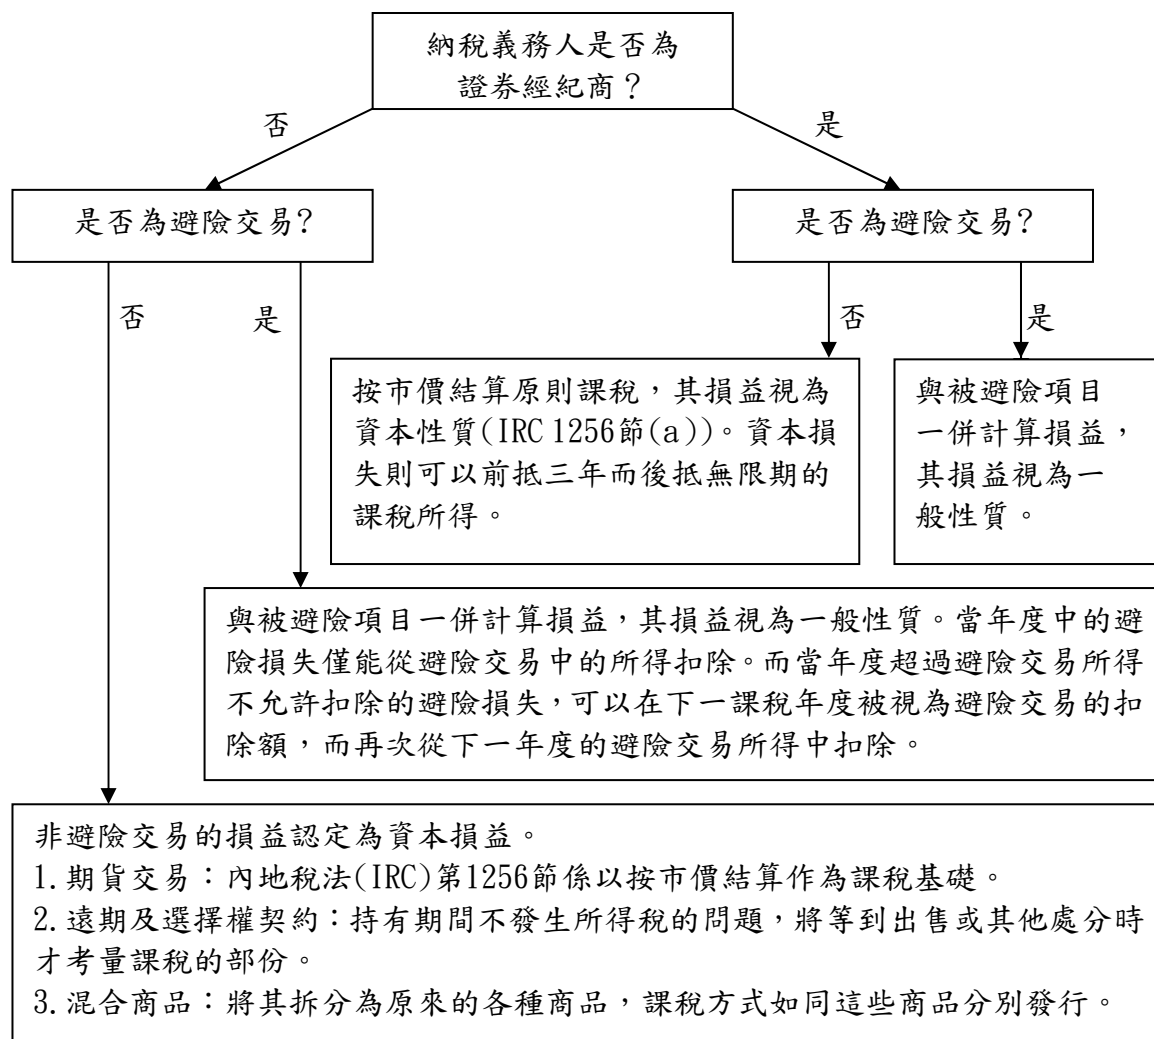 納稅義務人是否為
證券經紀商？
否
是
是否為避險交易?
是否為避險交易?
否
是
否
是
按市價結算原則課稅，其損益視為
資本性質(IRC 1256節(a))。資本損
失則可以前抵三年而後抵無限期的
課稅所得。
與被避險項目
一併計算損益，
其損益視為一
般性質。
與被避險項目一併計算損益，其損益視為一般性質。當年度中的避
險損失僅能從避險交易中的所得扣除。而當年度超過避險交易所得
不允許扣除的避險損失，可以在下一課稅年度被視為避險交易的扣
除額，而再次從下一年度的避險交易所得中扣除。
非避險交易的損益認定為資本損益。
1.期貨交易：內地稅法(IRC)第1256節係以按市價結算作為課稅基礎。
2.遠期及選擇權契約：持有期間不發生所得稅的問題，將等到出售或其他處分時
才考量課稅的部份。
3.混合商品：將其拆分為原來的各種商品，課稅方式如同這些商品分別發行。